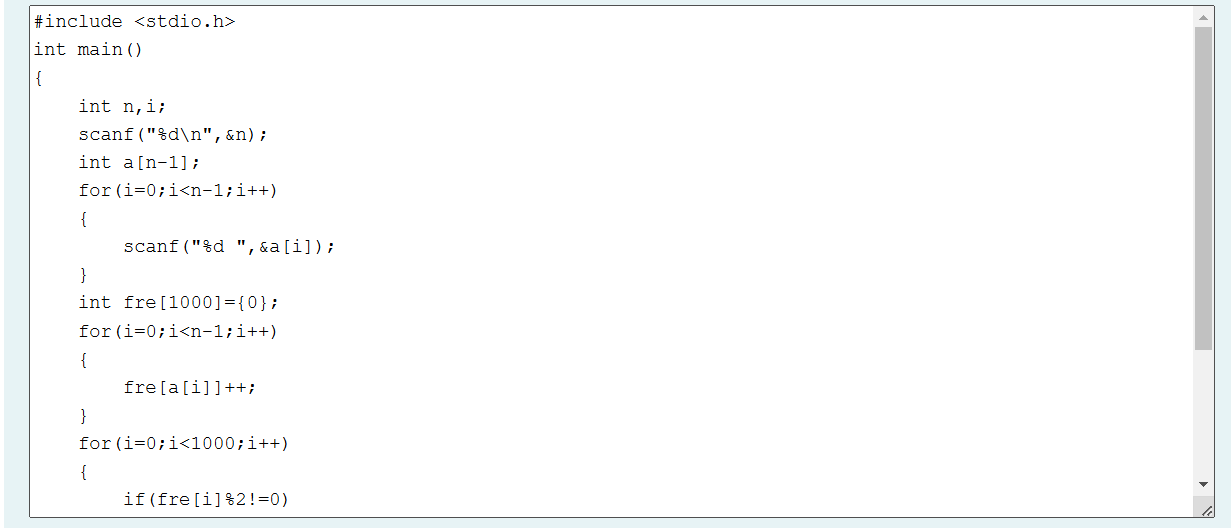 #include <stdio.h>
int main()
{
    int n,i;
    scanf("%d\n",&n);
    int a[n-1];
    for(i=0;i<n-1;i++)
    {
        scanf("%d ",&a[i]);
    }
    int fre[1000]={0};
    for(i=0;i<n-1;i++)
    {
        fre[a[i]]++;
    }
    for(i=0;i<1000;i++)
    {
        if(fre[i]%2!=0)